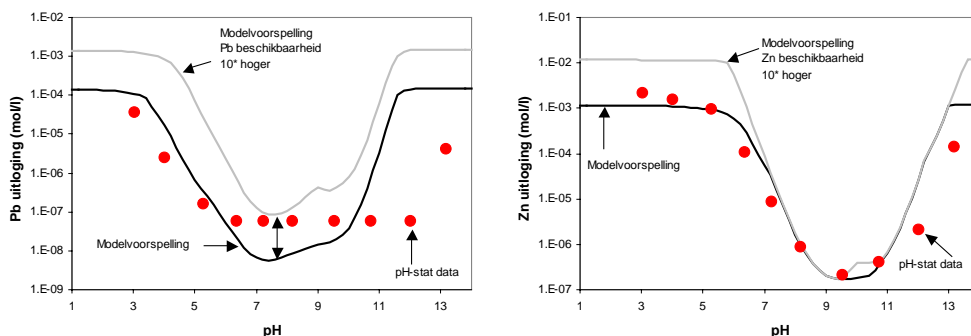 1.E-02
1.E-03
1.E-04
1.E-05
1.E-06
1.E-07
1.E-08
1.E-09
Pb uitloging (mol/l)
Modelvoorspelling
Pb beschikbaarheid
10* hoger
Modelvoorspelling
pH-stat data
1 3 5 7 9 11 13
pH
1.E-01
1.E-02
1.E-03
1.E-04
1.E-05
1.E-06
1.E-07
Zn uitloging (mol/l)
Modelvoorspelling
Zn beschikbaarheid
10* hoger
Modelvoorspelling
pH-stat data
1 3 5 7 9 11 13
pH